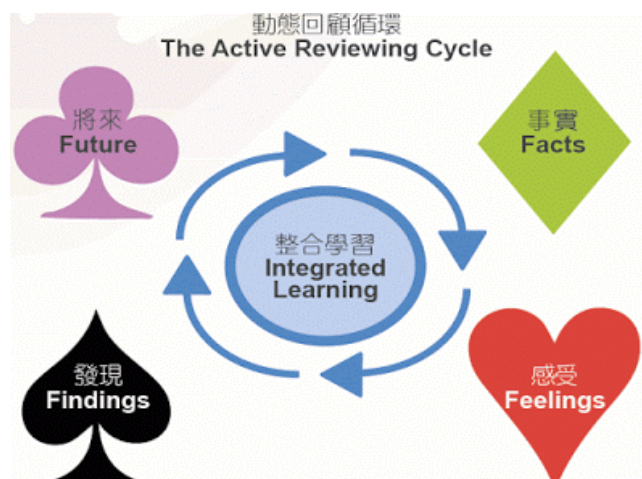 動態回顧循環
The Active Reviewing Cycle
將來
Future
事實
Facts
整合學習
Integrated
Learning
發現
Findings
感受
Feelings